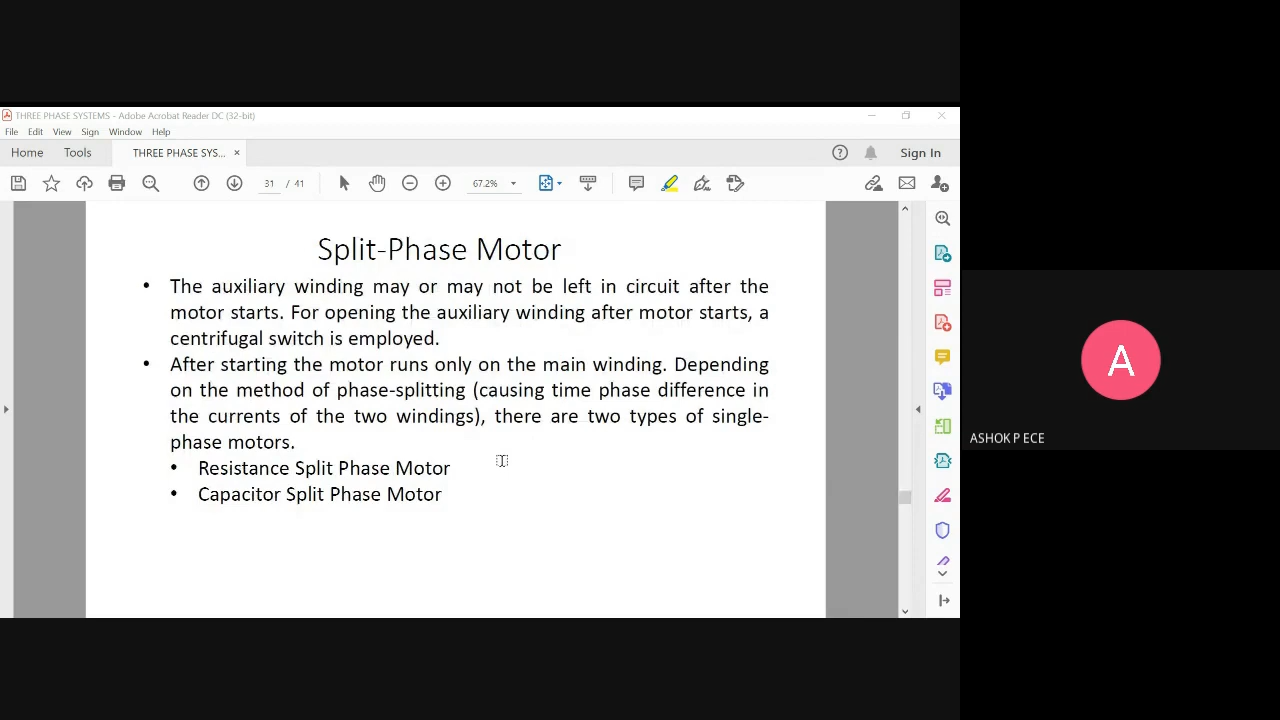 THREE PHASE SYSTEMS - Adobe Acrobat Reader DC (32-bit)
File Edit View Sign Window Help
Home Tools THREE PHASE SYS... × Sign In
31 / 41 67.2%
Split-Phase Motor
• The auxiliary winding may or may not be left in circuit after the
motor starts. For opening the auxiliary winding after motor starts, a
centrifugal switch is employed.
• After starting the motor runs only on the main winding. Depending
on the method of phase-splitting (causing time phase difference in
the currents of the two windings), there are two types of single-
phase motors.
• Resistance Split Phase Motor
• Capacitor Split Phase Motor
A
ASHOK P ECE